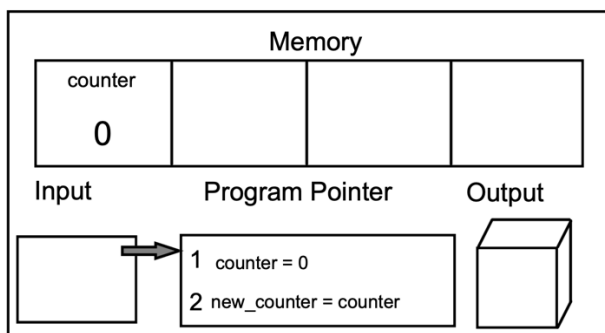 Memory
counter
0
Input Program Pointer Output
1 counter = 0
2 new_counter = counter